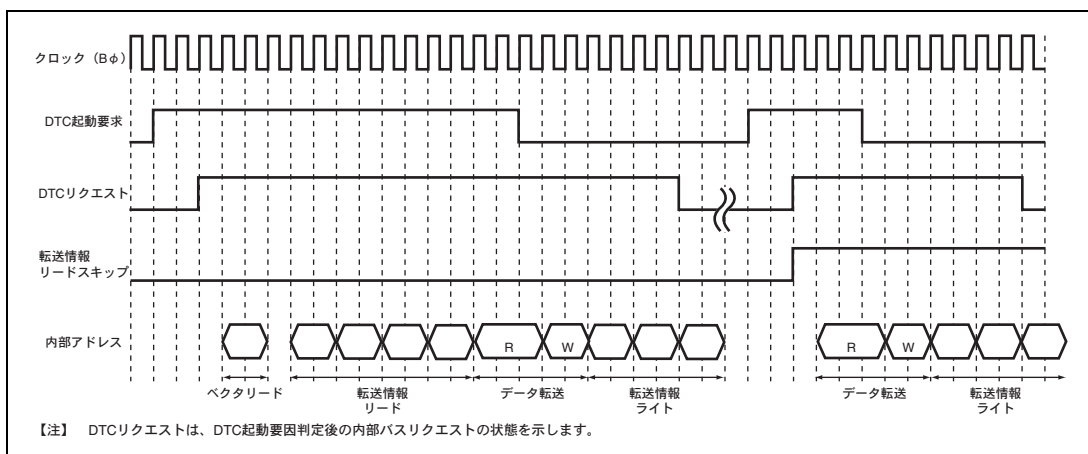 クロック（Bφ）
DTC起動要求
DTCリクエスト
転送情報
リードスキップ
内部アドレス
R
W
R
W
ベクタリード
転送情報
リード
データ転送
転送情報
ライト
データ転送
転送情報
ライト
【注】 DTCリクエストは、DTC起動要因判定後の内部バスリクエストの状態を示します。